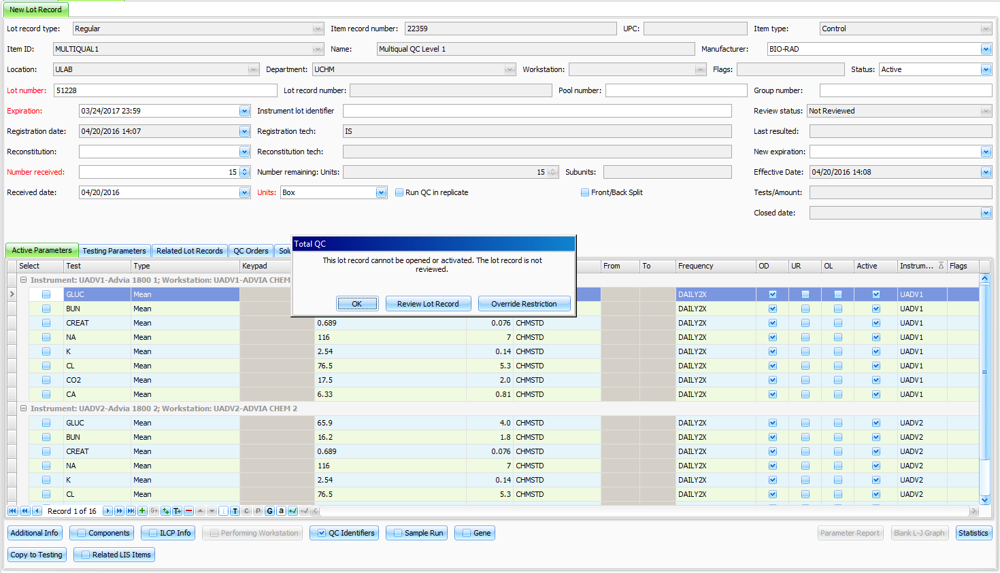 New Lot Record
Lot record type: Regular Item record number: 22359 UPC: Item type: Control
Item ID: MULTIQUAL1 Name: Multiqual QC Level 1 Manufacturer: BIO-RAD
Location: ULAB Department: UCHM Workstation: Flags: Status: Active
Lot number: 51228 Lot record number: Pool number: Group number:
Expiration: 03/24/2017 23:59 Instrument lot identifier Review status: Not Reviewed
Registration date: 04/20/2016 14:07 Registration tech: IS Last resulted:
Reconstitution: Reconstitution tech: New expiration:
Number received: 15 Number remaining: Units: 15 Subunits: Effective Date: 04/20/2016 14:08
Received date: 04/20/2016 Units: Box Run QC in replicate Front/Back Split Tests/Amount:
Closed date:
Active Parameters Testing Parameters Related Lot Records QC Orders
Select Test Type Keypad From To Frequency OD UR OL Active Instrum... Flags
Instrument: UADV1-Advia 1800 1; Workstation: UADV1-ADVIA CHEM
GLUC Mean DAILY2X UADV1
BUN Mean DAILY2X UADV1
CREAT Mean 0.689 0.076 CHMSTD DAILY2X UADV1
NA Mean 116 7 CHMSTD DAILY2X UADV1
K Mean 2.54 0.14 CHMSTD DAILY2X UADV1
CL Mean 76.5 5.3 CHMSTD DAILY2X UADV1
CO2 Mean 17.5 2.0 CHMSTD DAILY2X UADV1
CA Mean 6.33 0.81 CHMSTD DAILY2X UADV1
Instrument: UADV2-Advia 1800 2; Workstation: UADV2-ADVIA CHEM 2
GLUC Mean 65.9 4.0 CHMSTD DAILY2X UADV2
BUN Mean 16.2 1.8 CHMSTD DAILY2X UADV2
CREAT Mean 0.689 0.076 CHMSTD DAILY2X UADV2
NA Mean 116 7 CHMSTD DAILY2X UADV2
K Mean 2.54 0.14 CHMSTD DAILY2X UADV2
CL Mean 76.5 5.3 CHMSTD DAILY2X UADV2
Total QC
This lot record cannot be opened or activated. The lot record is not
reviewed.
OK Review Lot Record Override Restriction
Record 1 of 16 G+ T+ T C P G a
Additional Info Components ILCP Info Performing Workstation QC Identifiers Sample Run Gene Parameter Report Blank L-J Graph Statistics
Copy to Testing Related LIS Items